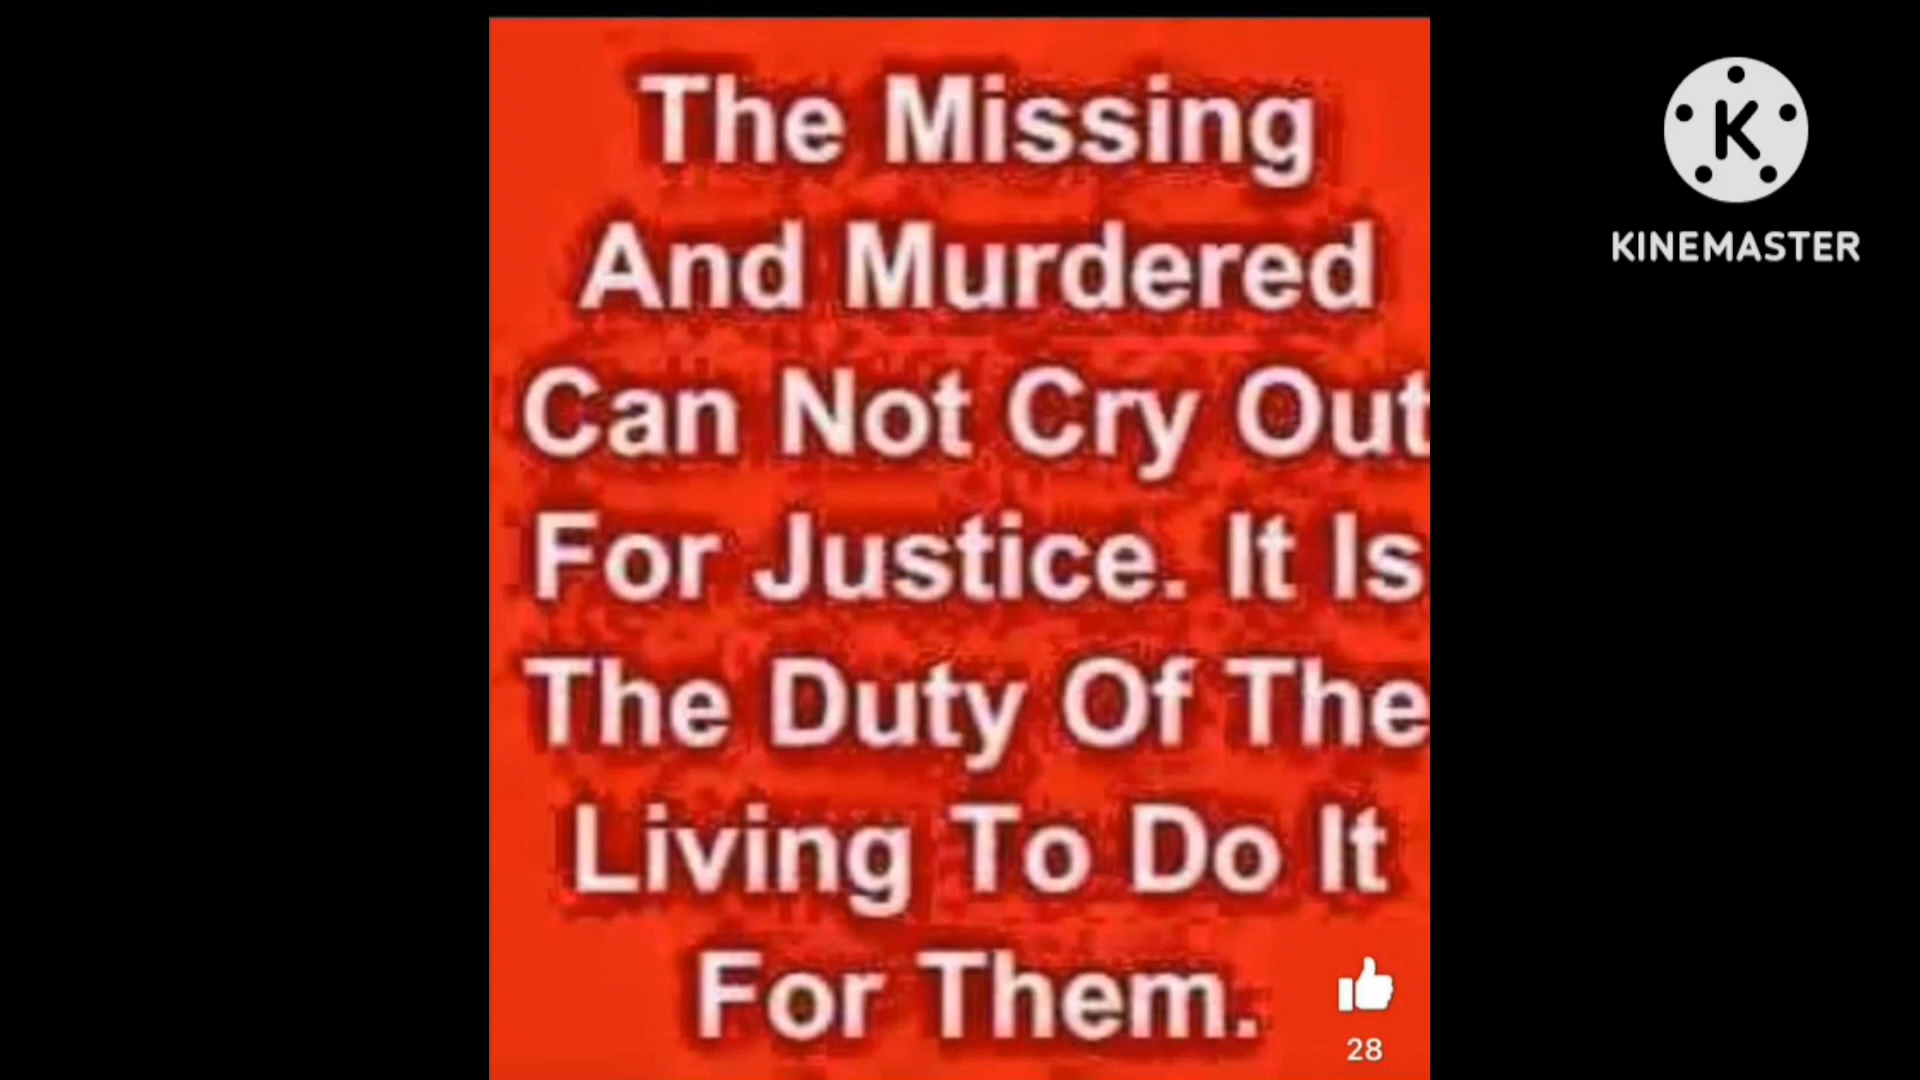 The Missing
And Murdered
Can Not Cry Out
For Justice. It Is
The Duty Of The
Living To Do It
For Them.
28
K
KINEMASTER